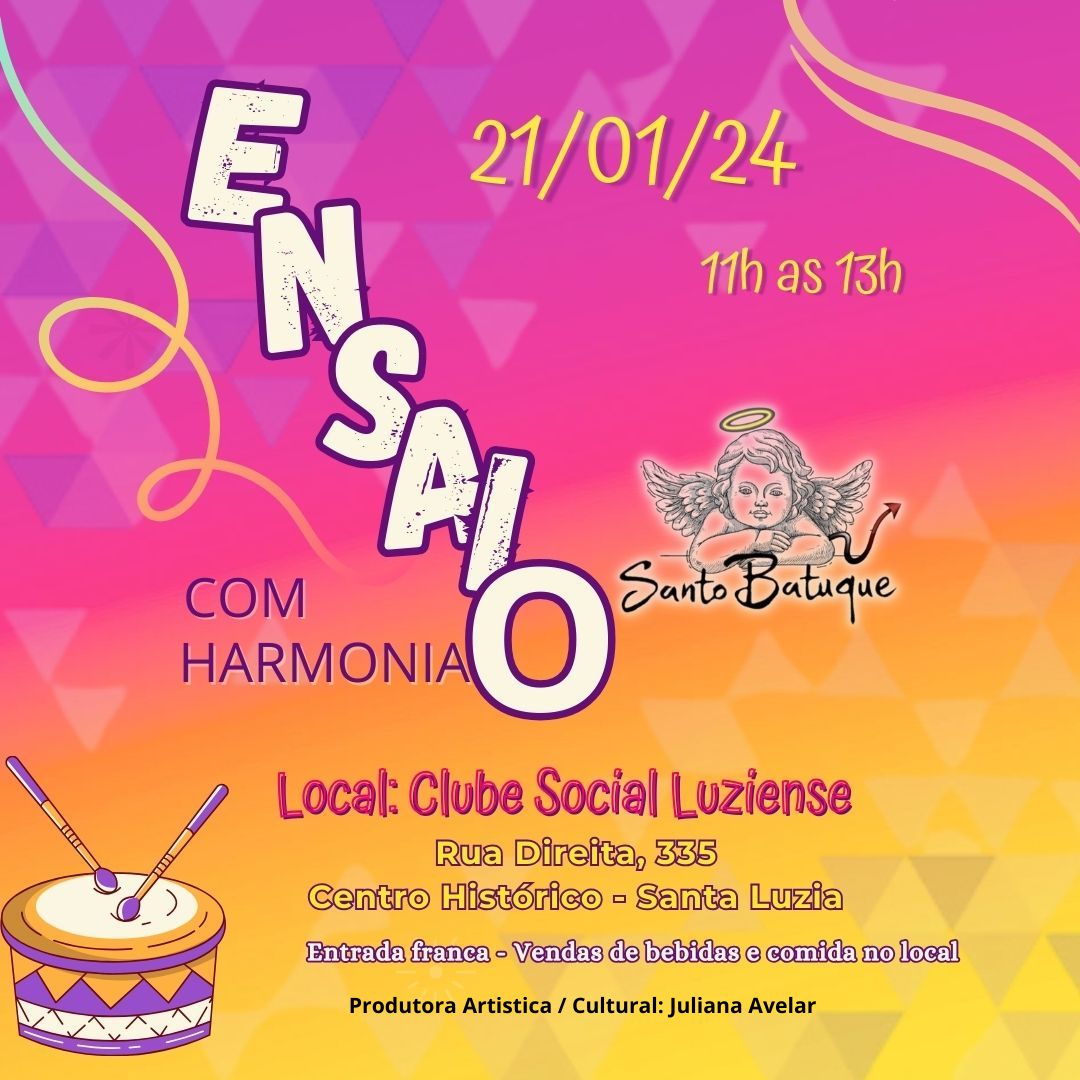 ENSAIO
21/01/24
11h as 13h
Santo Batuque
COM
HARMONIA
Local: Clube Social Luziense
Rua Direita, 335
Centro Histórico - Santa Luzia
Entrada franca - Vendas de bebidas e comida no local
Produtora Artistica / Cultural: Juliana Avelar